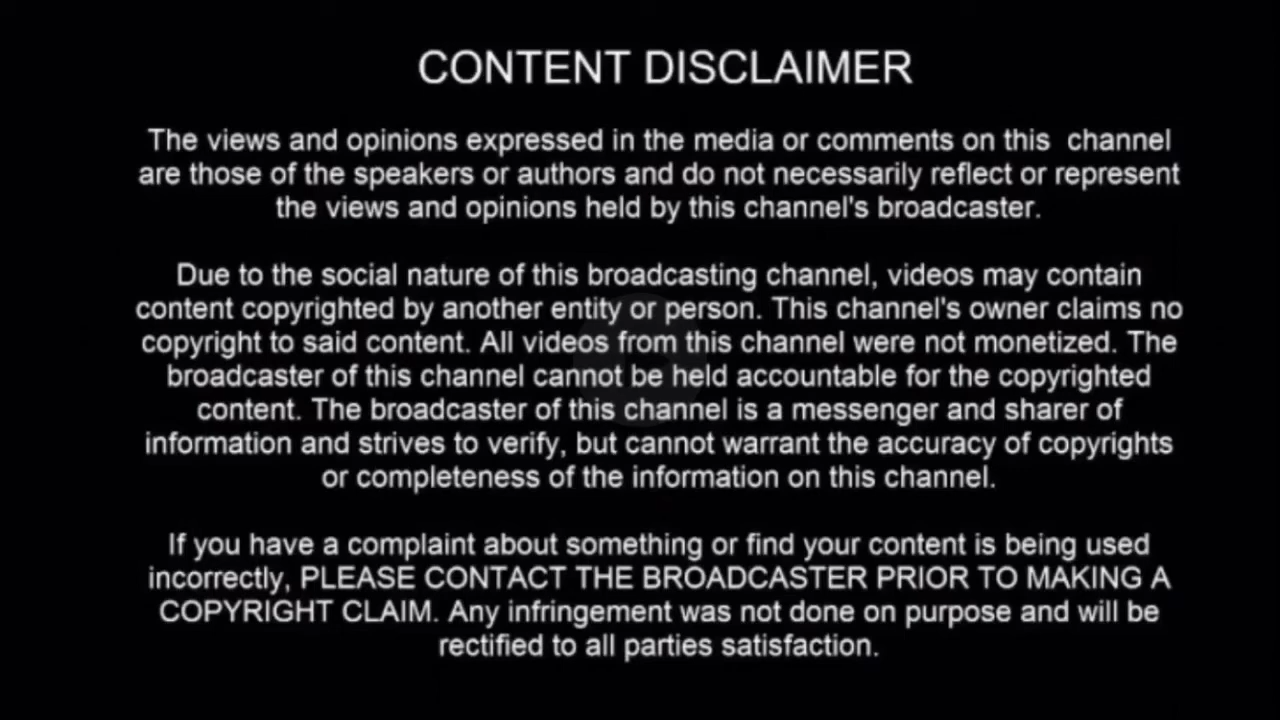 CONTENT DISCLAIMER
The views and opinions expressed in the media or comments on this  channel
are those of the speakers or authors and do not necessarily reflect or represent
the views and opinions held by this channel's broadcaster.
Due to the social nature of this broadcasting channel, videos may contain
content copyrighted by another entity or person. This channel's owner claims no
copyright to said content. All videos from this channel were not monetized. The
broadcaster of this channel cannot be held accountable for the copyrighted
content. The broadcaster of this channel is a messenger and sharer of
information and strives to verify, but cannot warrant the accuracy of copyrights
or completeness of the information on this channel.
If you have a complaint about something or find your content is being used
incorrectly, PLEASE CONTACT THE BROADCASTER PRIOR TO MAKING A
COPYRIGHT CLAIM. Any infringement was not done on purpose and will be
rectified to all parties satisfaction.